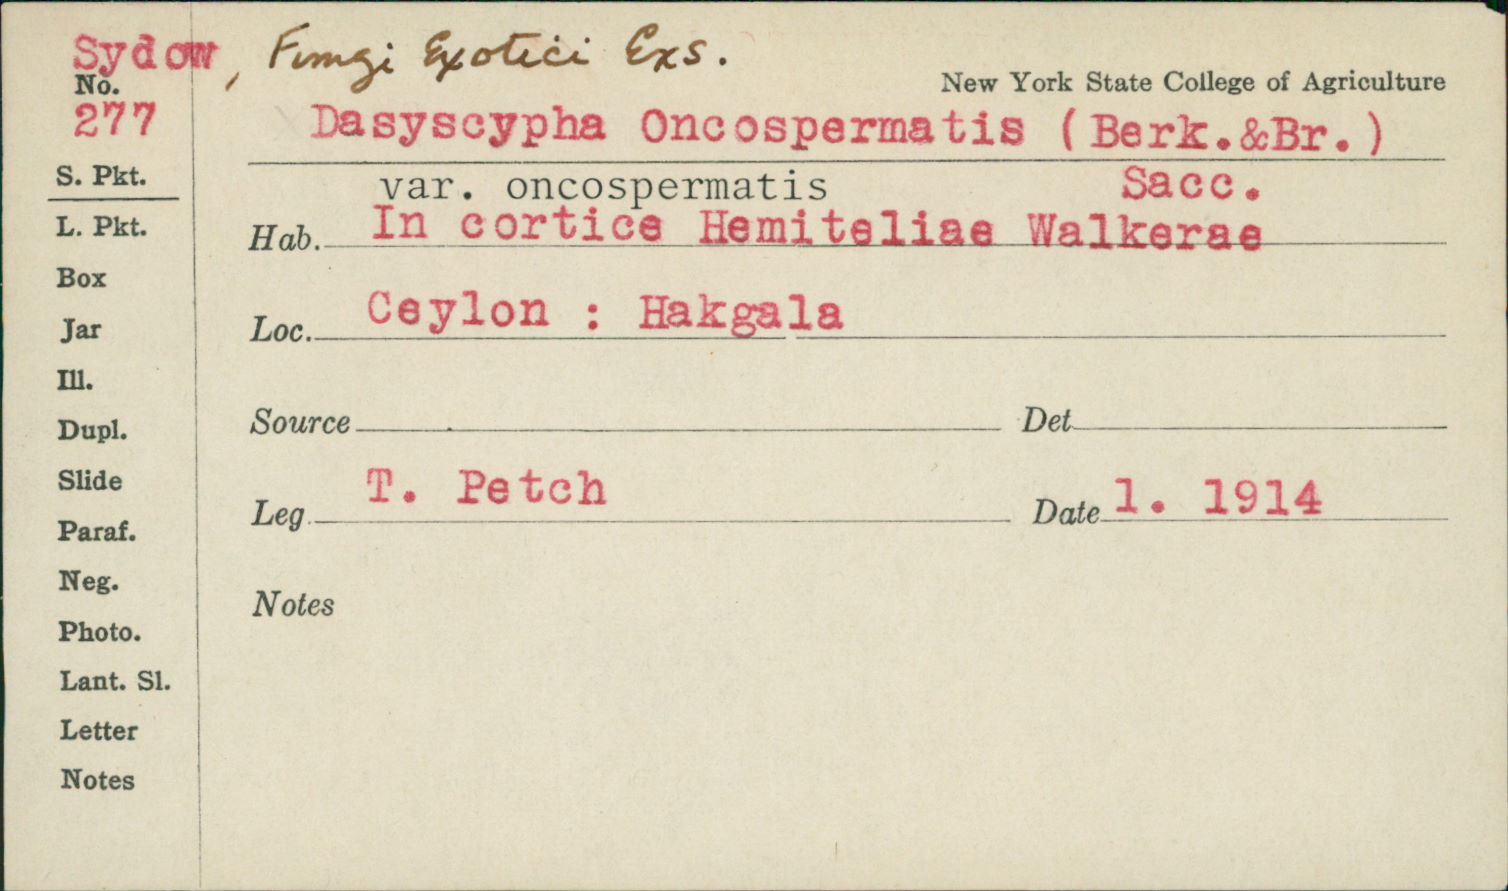 Sydow, Fungi Exotici Exs.
No.
New York State College of Agriculture
277
Dasyscypha Oncospermatis (Berk.&Br.)
S. Pkt.
var. oncospermatis Sacc.
L. Pkt.
Hab. In cortice Hemiteliae Walkerae
Box
Loc. Ceylon : Hakgala
Jar
Ill.
Source Det
Dupl.
Slide
Leg. T. Petch Date 1. 1914
Paraf.
Neg.
Notes
Photo.
Lant. Sl.
Letter
Notes